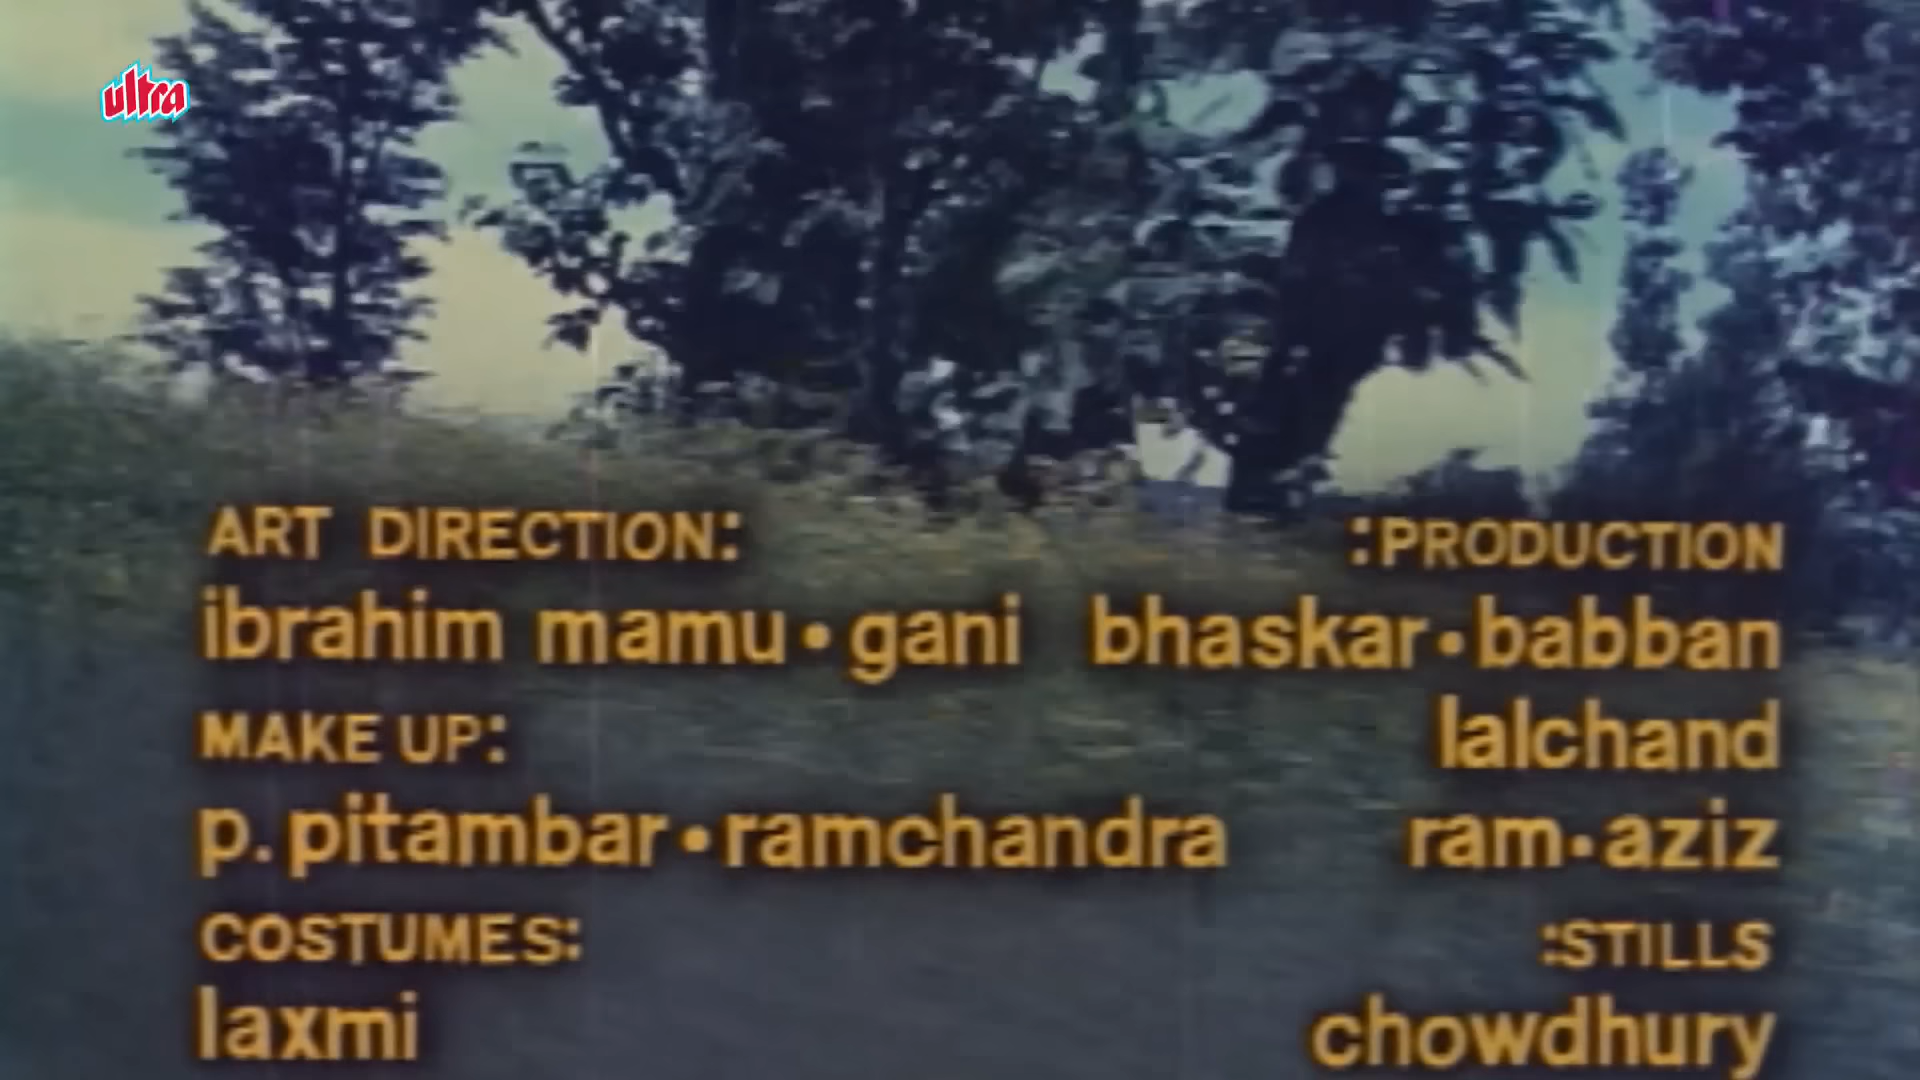 ultra
ART DIRECTION:
ibrahim mamu•gani
MAKE UP:
p. pitambar•ramchandra
COSTUMES:
laxmi
:PRODUCTION
bhaskar•babban
lalchand
ram•aziz
:STILLS
chowdhury